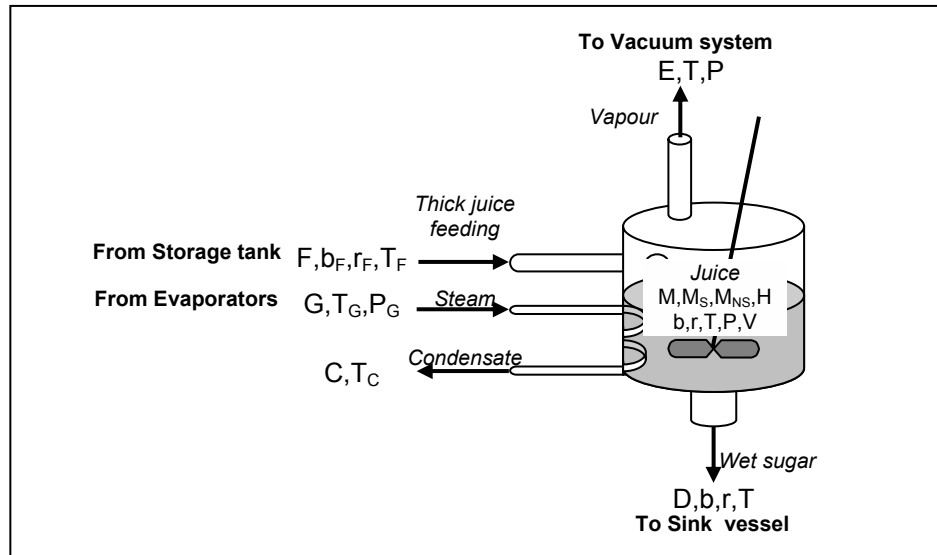 To Vacuum system
E,T,P
Vapour
Thick juice
feeding
From Storage tank
F,bF,rF,TF
Juice
M,MS,MNS,H
b,r,T,P,V
From Evaporators
G,TG,PG
Steam
Condensate
C,TC
Wet sugar
D,b,r,T
To Sink vessel